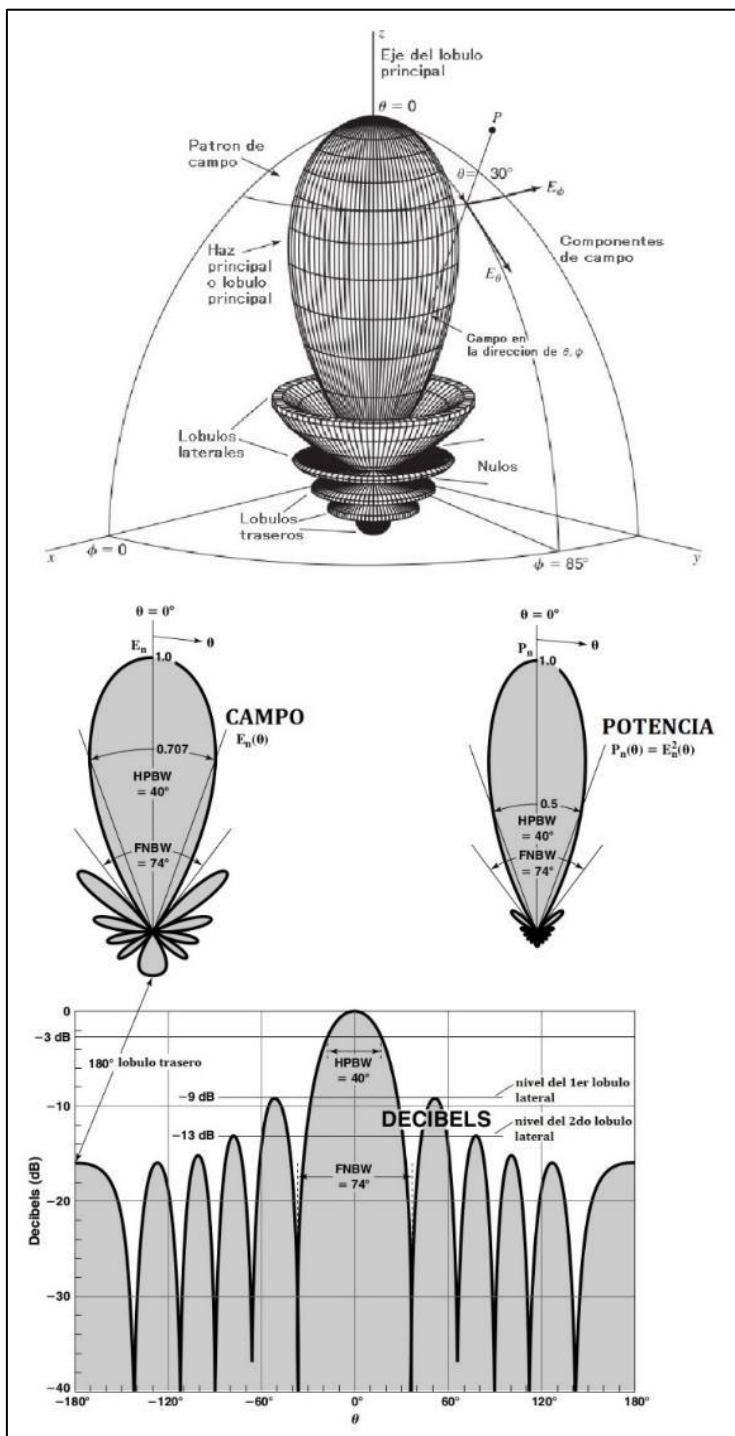 z
Eje del lobulo
principal
θ = 0
P
Patron de
campo
θ = 30°
E𝜙
Componentes
de campo
Haz
principal
o lobulo
principal
Eθ
Campo en
la direccion de θ, ϕ
Lobulos
laterales
Nulos
Lobulos
traseros
x
ϕ = 0
ϕ = 85°
y
θ = 0°
En
θ
1.0
CAMPO
En(θ)
0.707
HPBW
= 40°
FNBW
= 74°
θ = 0°
Pn
θ
1.0
POTENCIA
Pn(θ) = En²(θ)
0.5
HPBW
= 40°
FNBW
= 74°
0
−3 dB
180° lobulo trasero
HPBW
= 40°
−9 dB
nivel del 1er lobulo
lateral
−10
DECIBELS
−13 dB
nivel del 2do lobulo
lateral
FNBW
= 74°
−20
Decibels (dB)
−30
−40
−180° −120° −60° 0° 60° 120° 180°
θ